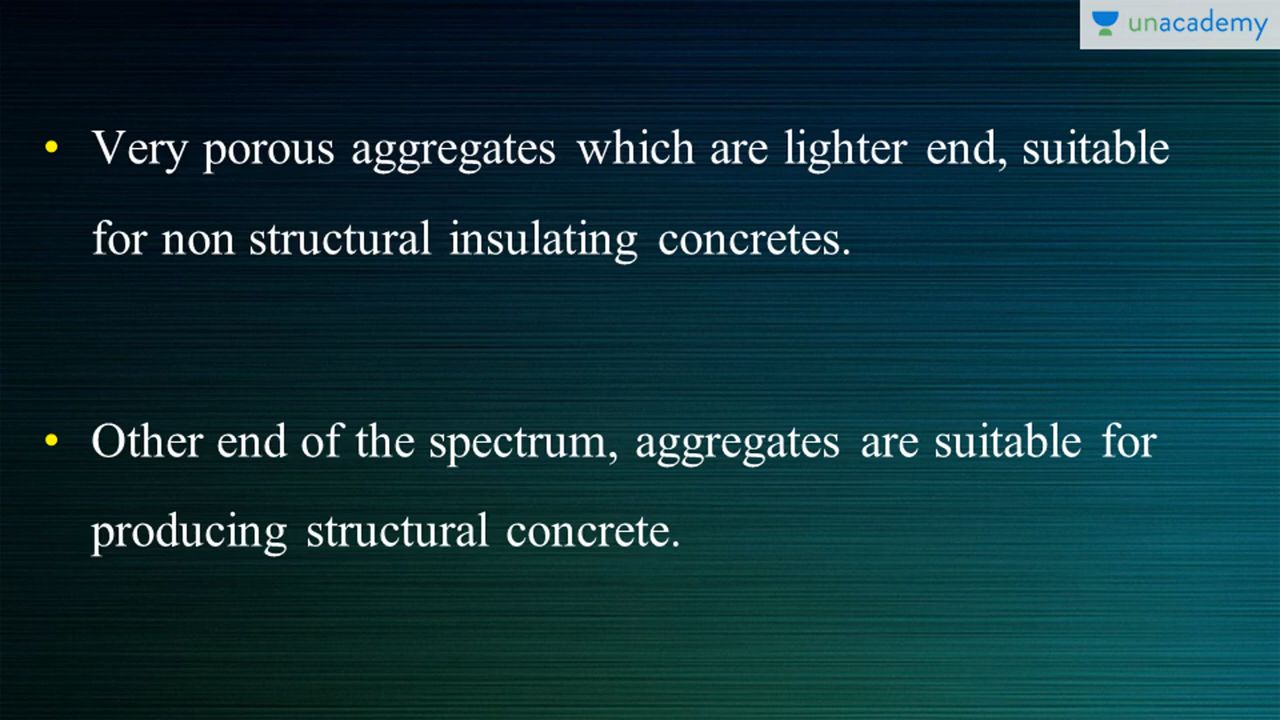 unacademy
• Very porous aggregates which are lighter end, suitable
for non structural insulating concretes.
• Other end of the spectrum, aggregates are suitable for
producing structural concrete.